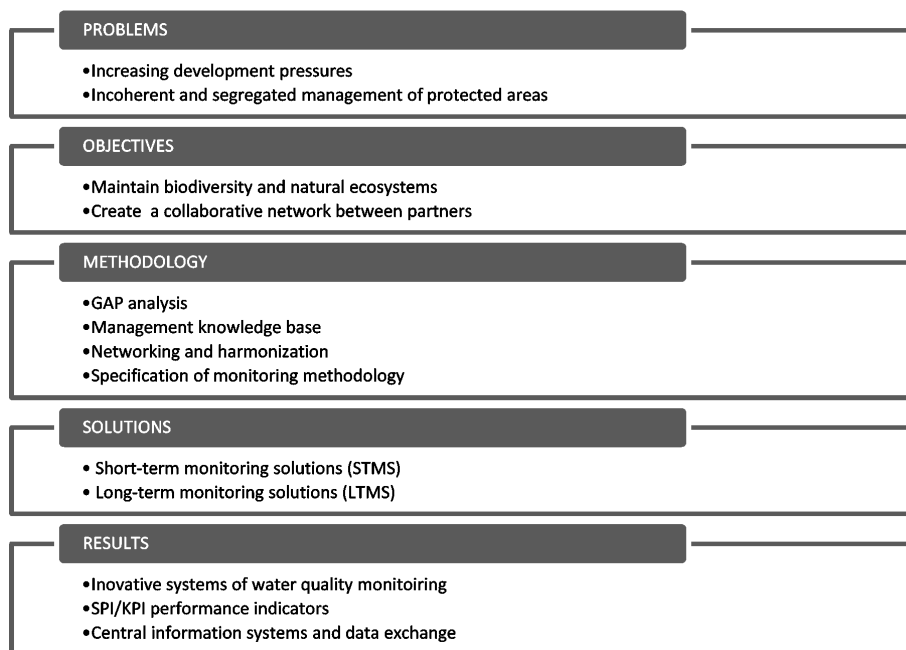 PROBLEMS
•Increasing development pressures
•Incoherent and segregated management of protected areas
OBJECTIVES
•Maintain biodiversity and natural ecosystems
•Create a collaborative network between partners
METHODOLOGY
•GAP analysis
•Management knowledge base
•Networking and harmonization
•Specification of monitoring methodology
SOLUTIONS
• Short-term monitoring solutions (STMS)
• Long-term monitoring solutions (LTMS)
RESULTS
•Inovative systems of water quality monitoiring
•SPI/KPI performance indicators
•Central information systems and data exchange